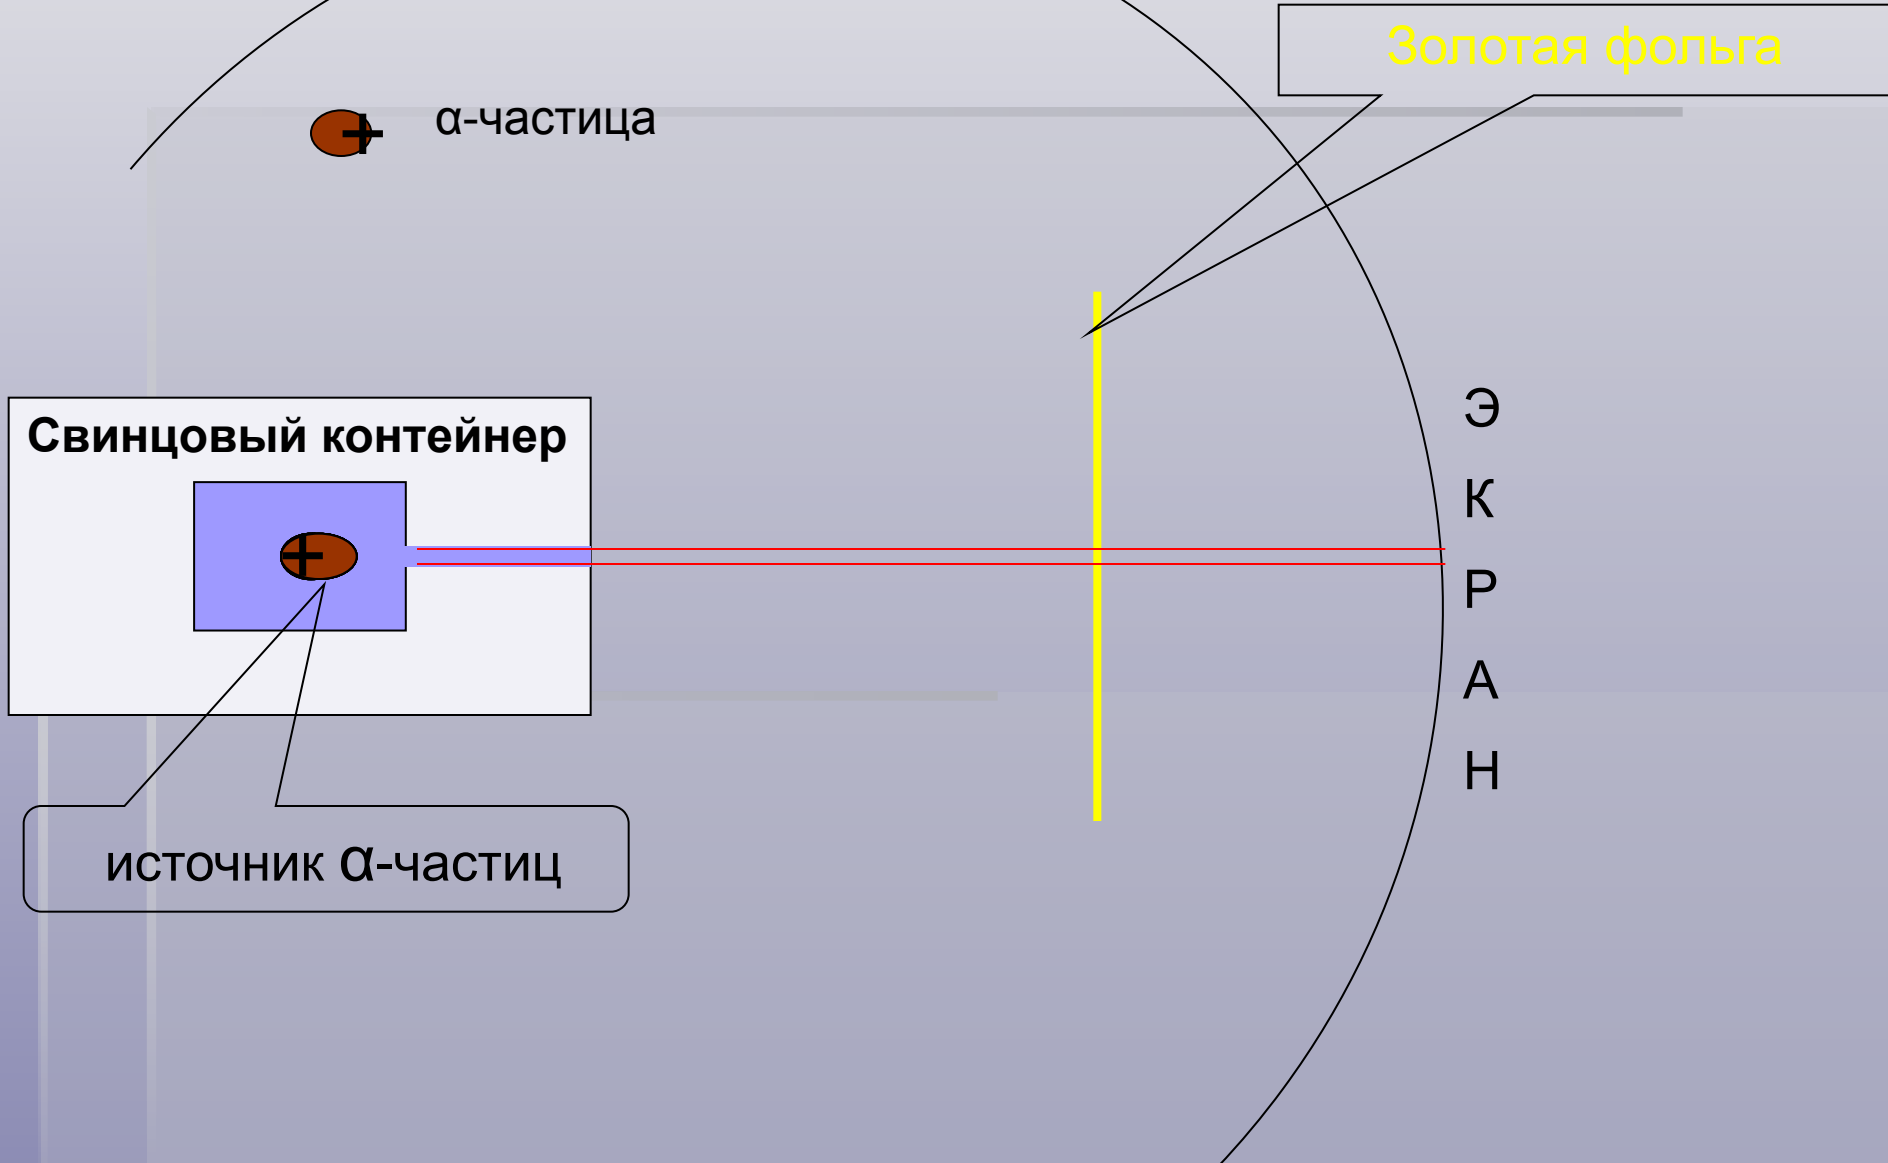 Золотая фольга
α-частица
Свинцовый контейнер
+
+
Э
К
Р
А
Н
источник α-частиц